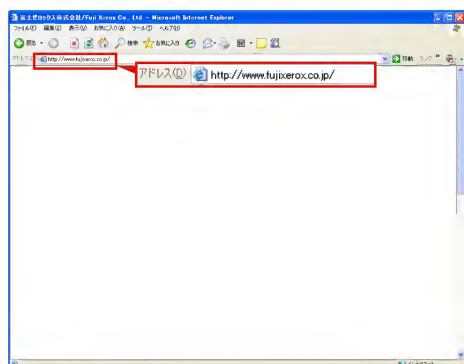 富士ゼロックス株式会社/Fuji Xerox Co., Ltd - Microsoft Internet Explorer
ファイル(F) 編集(E) 表示(V) お気に入り(A) ツール(T) ヘルプ(H)
戻る 検索 お気に入り
アドレス(D) http://www.fujixerox.co.jp/ 移動 リンク »
アドレス(D) http://www.fujixerox.co.jp/